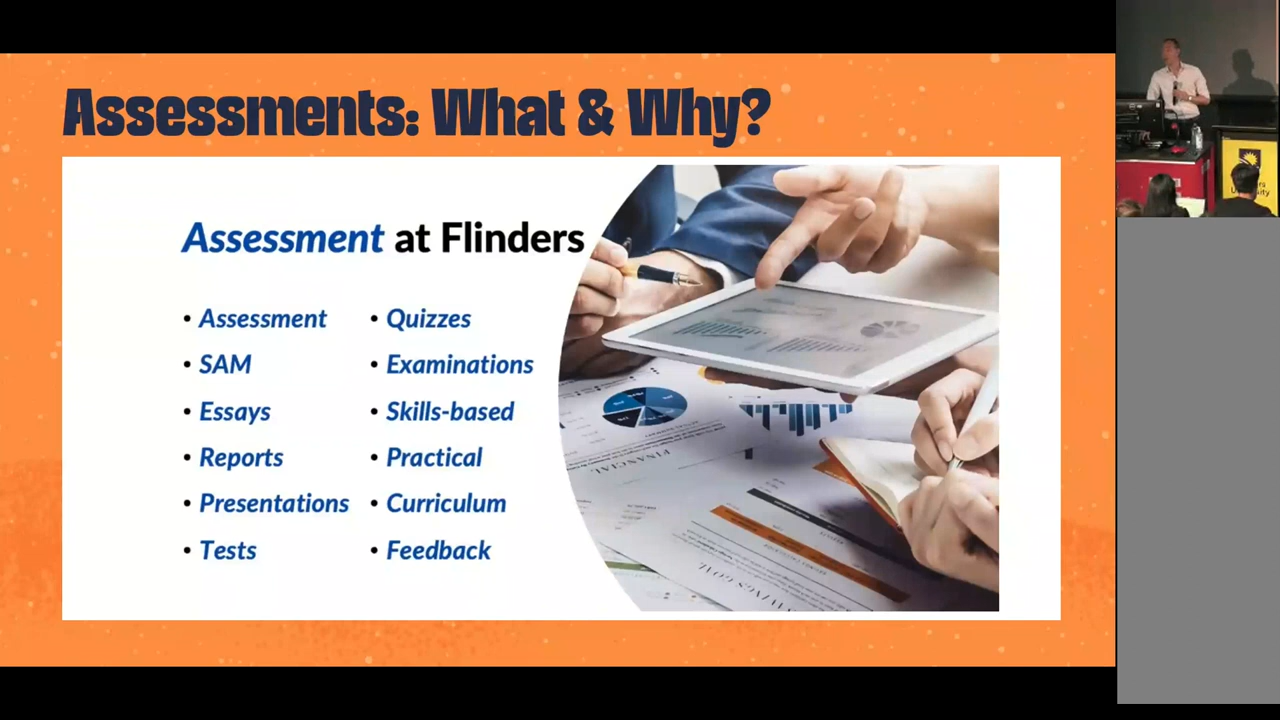 Assessments: What & Why?
Assessment at Flinders
• Assessment
• SAM
• Essays
• Reports
• Presentations
• Tests
• Quizzes
• Examinations
• Skills-based
• Practical
• Curriculum
• Feedback
FINANCIAL